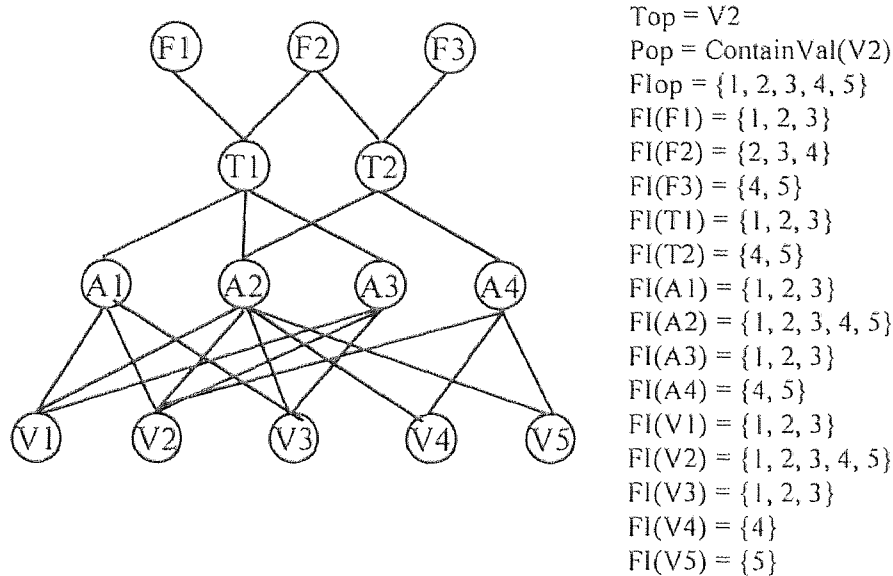 F1 F2 F3
T1 T2
A1 A2 A3 A4
V1 V2 V3 V4 V5
Top = V2
Pop = ContainVal(V2)
FIop = {1, 2, 3, 4, 5}
FI(F1) = {1, 2, 3}
FI(F2) = {2, 3, 4}
FI(F3) = {4, 5}
FI(T1) = {1, 2, 3}
FI(T2) = {4, 5}
FI(A1) = {1, 2, 3}
FI(A2) = {1, 2, 3, 4, 5}
FI(A3) = {1, 2, 3}
FI(A4) = {4, 5}
FI(V1) = {1, 2, 3}
FI(V2) = {1, 2, 3, 4, 5}
FI(V3) = {1, 2, 3}
FI(V4) = {4}
FI(V5) = {5}